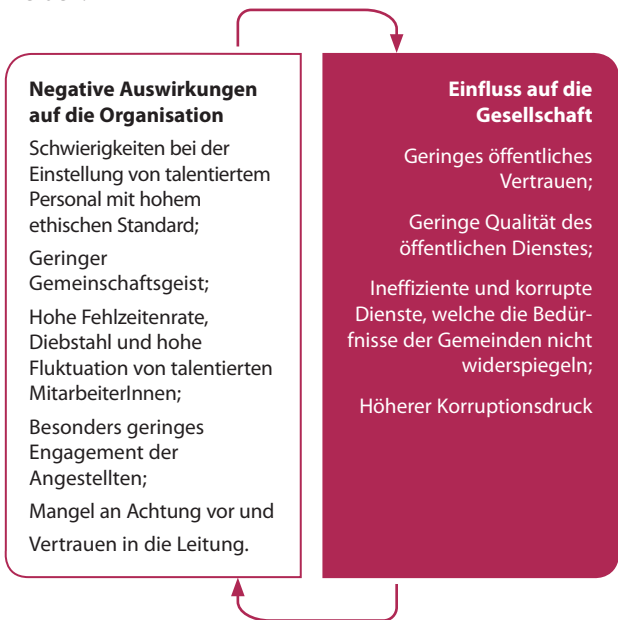 Negative Auswirkungen
auf die Organisation
Schwierigkeiten bei der
Einstellung von talentiertem
Personal mit hohem
ethischen Standard;
Geringer
Gemeinschaftsgeist;
Hohe Fehlzeitenrate,
Diebstahl und hohe
Fluktuation von talentierten
MitarbeiterInnen;
Besonders geringes
Engagement der
Angestellten;
Mangel an Achtung vor und
Vertrauen in die Leitung.
Einfluss auf die
Gesellschaft
Geringes öffentliches
Vertrauen;
Geringe Qualität des
öffentlichen Dienstes;
Ineffiziente und korrupte
Dienste, welche die Bedür-
fnisse der Gemeinden nicht
widerspiegeln;
Höherer Korruptionsdruck